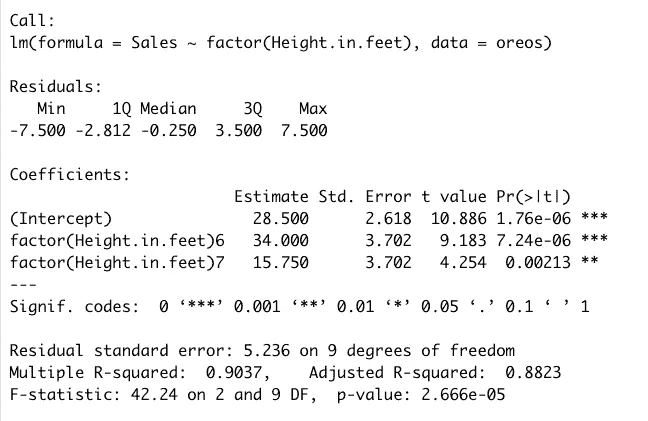 Call:
lm(formula = Sales ~ factor(Height.in.feet), data = oreos)
Residuals:
Min 1Q Median 3Q Max
-7.500 -2.812 -0.250 3.500 7.500
Coefficients:
Estimate Std. Error t value Pr(>|t|)
(Intercept) 28.500 2.618 10.886 1.76e-06 ***
factor(Height.in.feet)6 34.000 3.702 9.183 7.24e-06 ***
factor(Height.in.feet)7 15.750 3.702 4.254 0.00213 **
---
Signif. codes: 0 ‘***’ 0.001 ‘**’ 0.01 ‘*’ 0.05 ‘.’ 0.1 ‘ ’ 1
Residual standard error: 5.236 on 9 degrees of freedom
Multiple R-squared: 0.9037, Adjusted R-squared: 0.8823
F-statistic: 42.24 on 2 and 9 DF, p-value: 2.666e-05